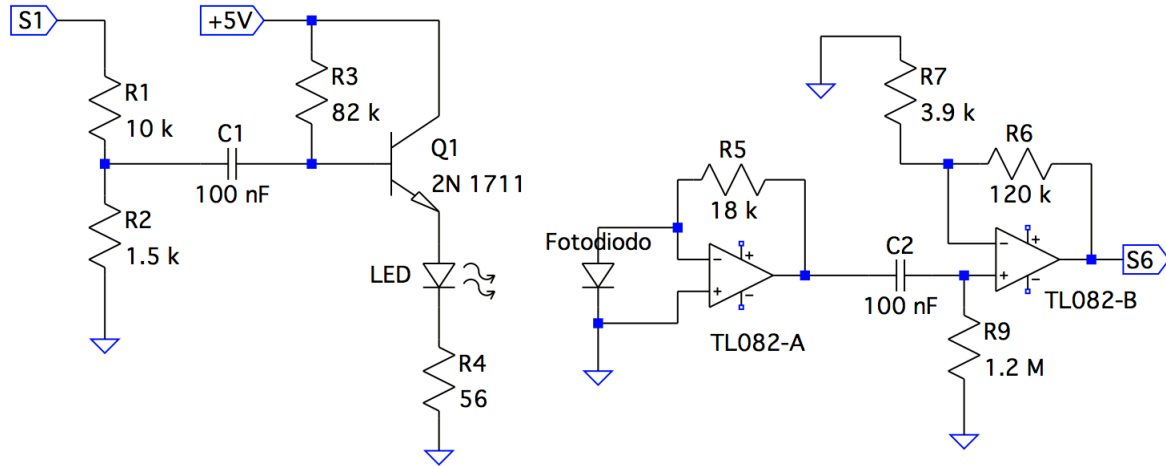 S1
+5V
R1
10 k
R2
1.5 k
C1
100 nF
R3
82 k
Q1
2N 1711
LED
R4
56
Fotodiodo
R5
18 k
−
+
+
−
TL082-A
C2
100 nF
R7
3.9 k
R6
120 k
−
+
+
−
TL082-B
S6
R9
1.2 M